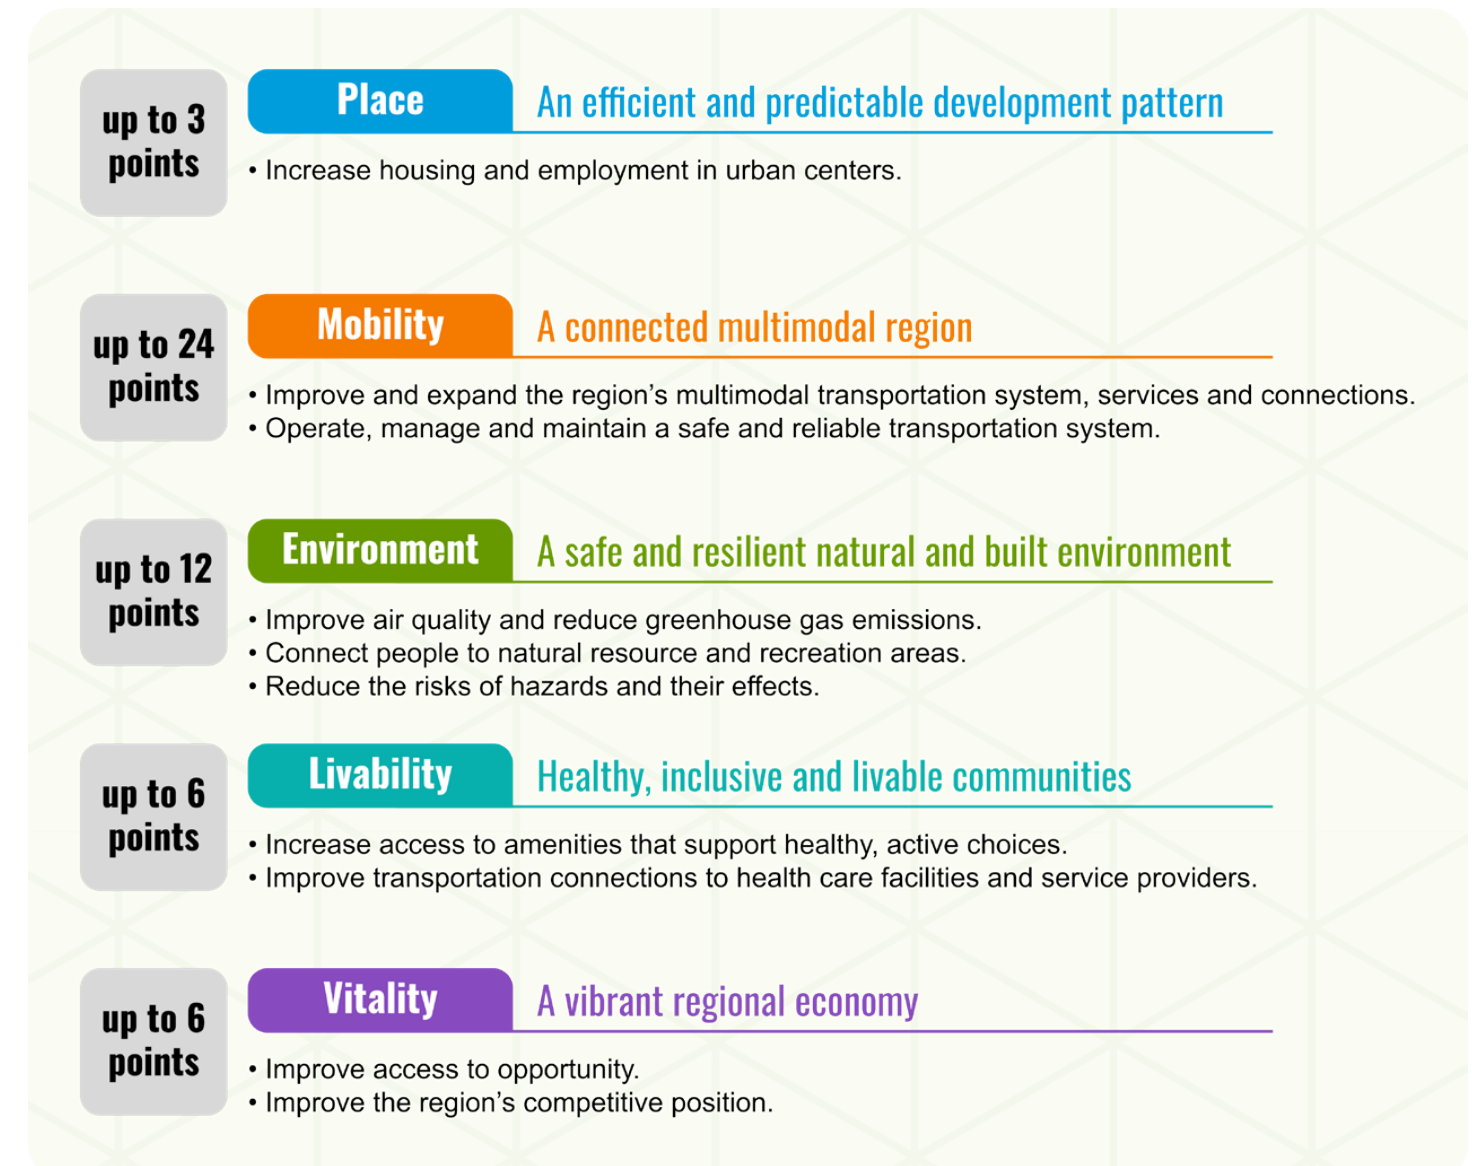 up to 3
points
Place
An efficient and predictable development pattern
• Increase housing and employment in urban centers.
up to 24
points
Mobility
A connected multimodal region
• Improve and expand the region’s multimodal transportation system, services and connections.
• Operate, manage and maintain a safe and reliable transportation system.
up to 12
points
Environment
A safe and resilient natural and built environment
• Improve air quality and reduce greenhouse gas emissions.
• Connect people to natural resource and recreation areas.
• Reduce the risks of hazards and their effects.
up to 6
points
Livability
Healthy, inclusive and livable communities
• Increase access to amenities that support healthy, active choices.
• Improve transportation connections to health care facilities and service providers.
up to 6
points
Vitality
A vibrant regional economy
• Improve access to opportunity.
• Improve the region’s competitive position.